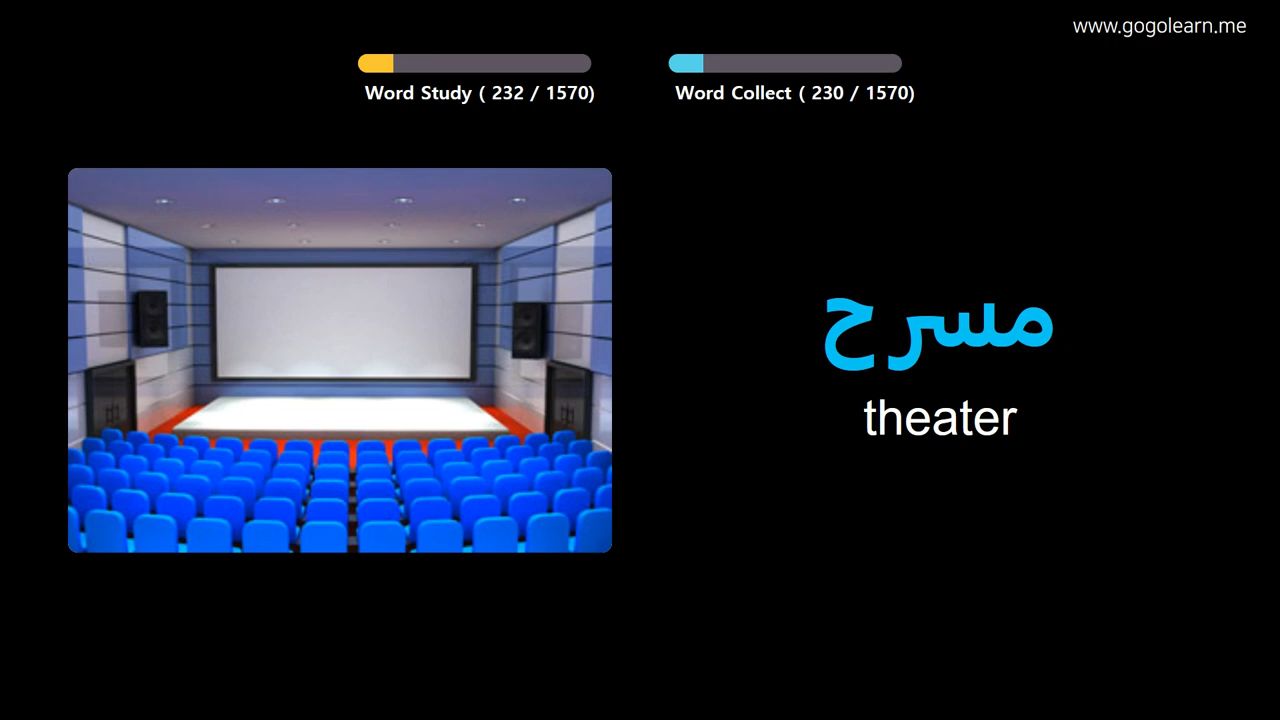 www.gogolearn.me
Word Study ( 232 / 1570)
Word Collect ( 230 / 1570)
مسرح
theater